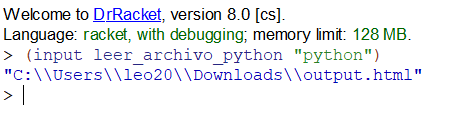 Welcome to DrRacket, version 8.0 [cs].
Language: racket, with debugging; memory limit: 128 MB.
> (input leer_archivo_python "python")
"C:\\Users\\leo20\\Downloads\\output.html"
>